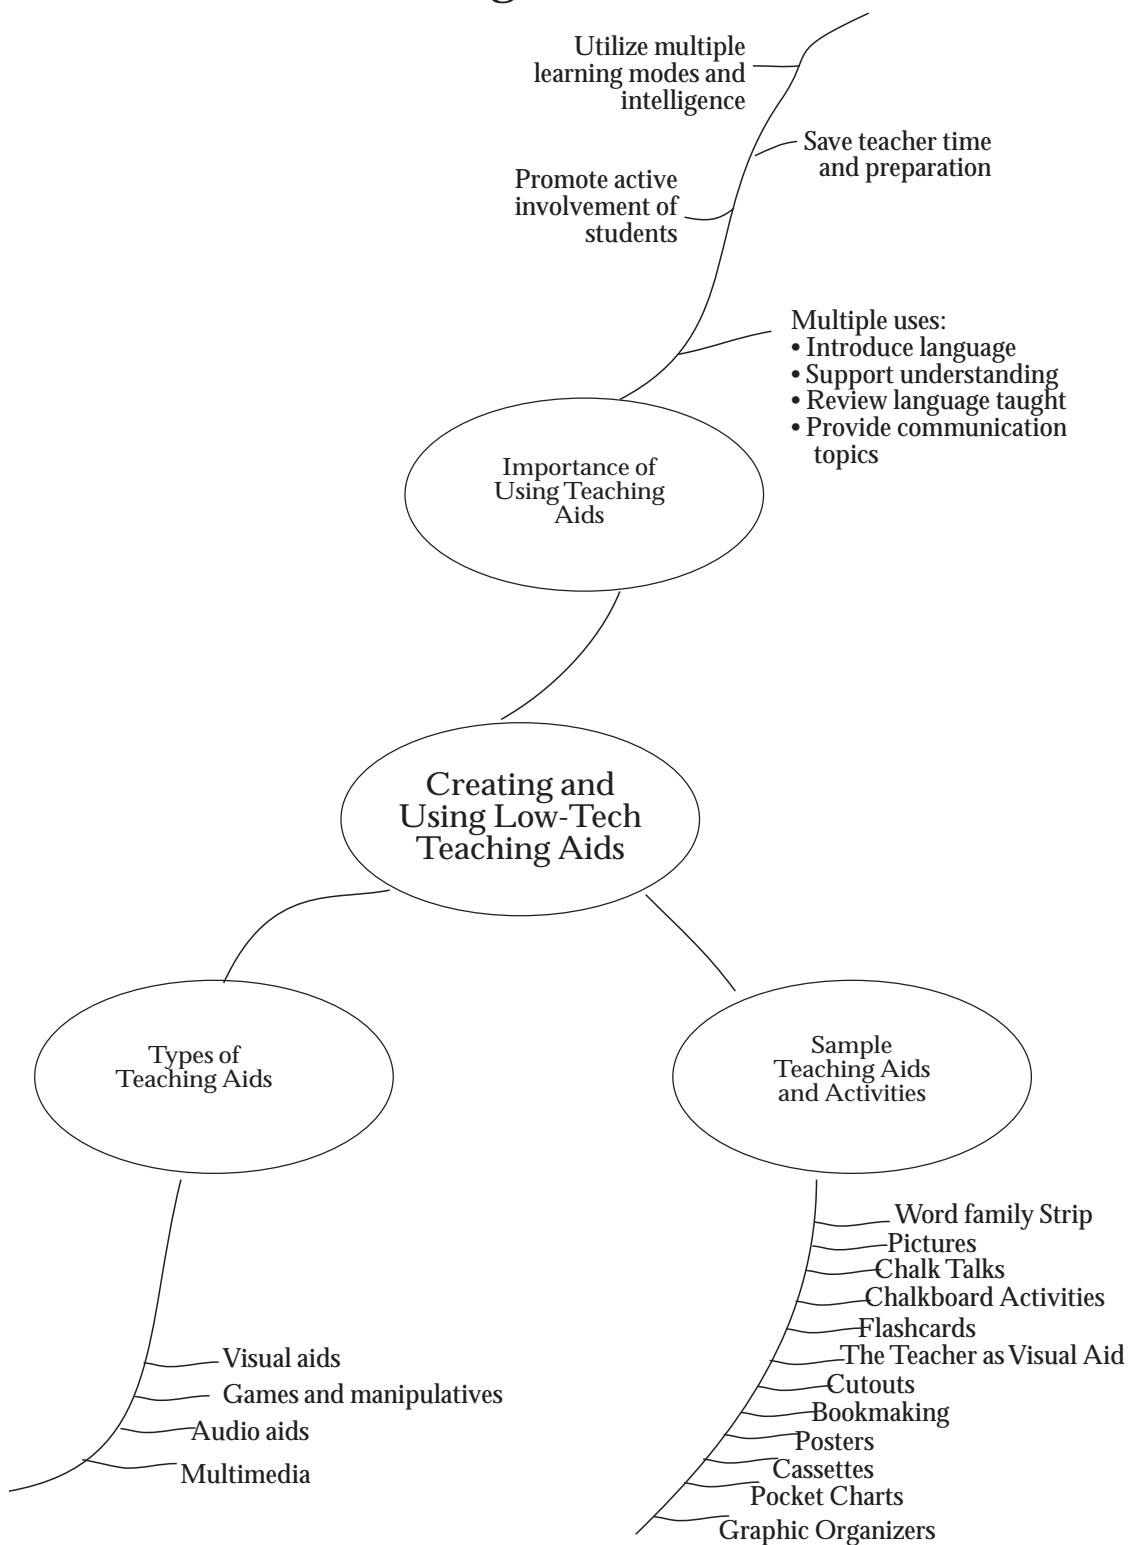 Utilize multiple
learning modes and
intelligence
Save teacher time
and preparation
Promote active
involvement of
students
Multiple uses:
• Introduce language
• Support understanding
• Review language taught
• Provide communication
topics
Importance of
Using Teaching
Aids
Creating and
Using Low-Tech
Teaching Aids
Types of
Teaching Aids
Visual aids
Games and manipulatives
Audio aids
Multimedia
Sample
Teaching Aids
and Activities
Word family Strip
Pictures
Chalk Talks
Chalkboard Activities
Flashcards
The Teacher as Visual Aid
Cutouts
Bookmaking
Posters
Cassettes
Pocket Charts
Graphic Organizers